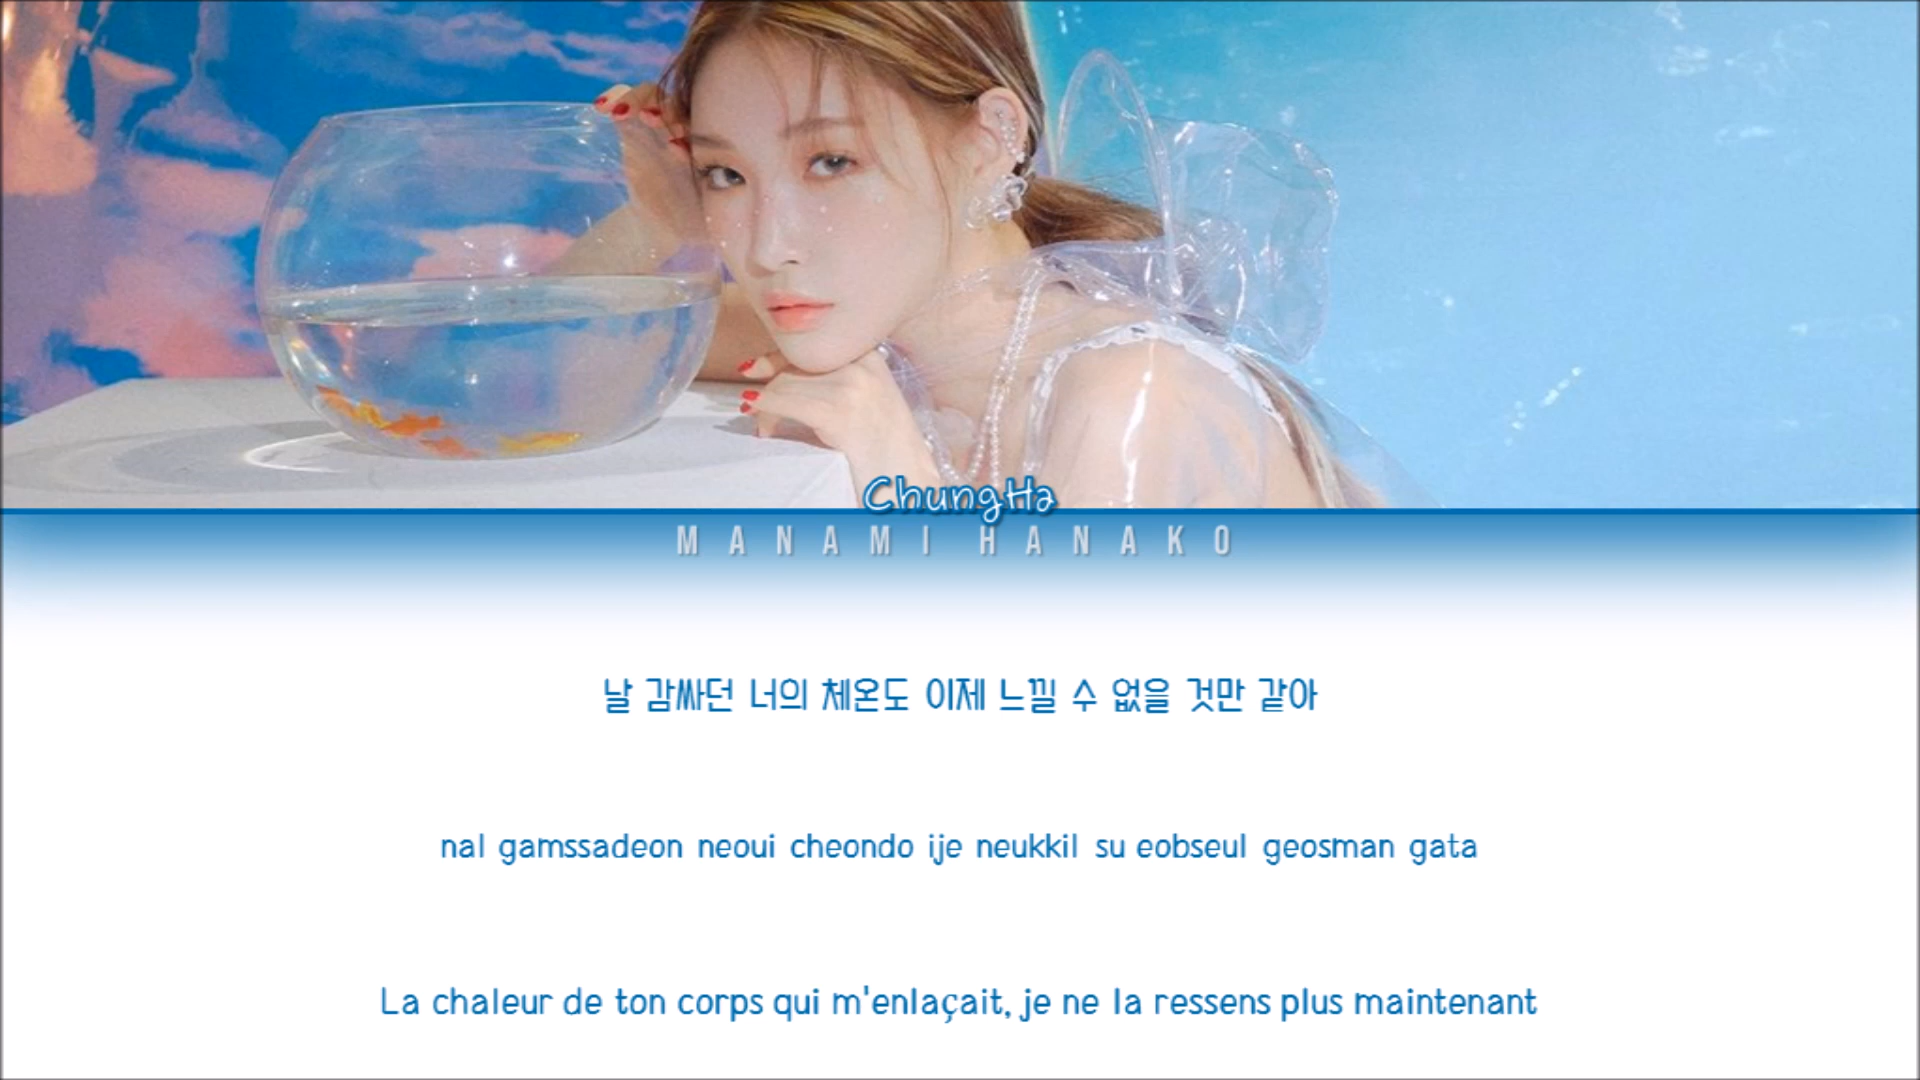 ChungHa
MANAMI HANAKO
날 감싸던 너의 체온도 이제 느낄 수 없을 것만 같아
nal gamssadeon neoui cheondo ije neukkil su eobseul geosman gata
La chaleur de ton corps qui m'enlaçait, je ne la ressens plus maintenant